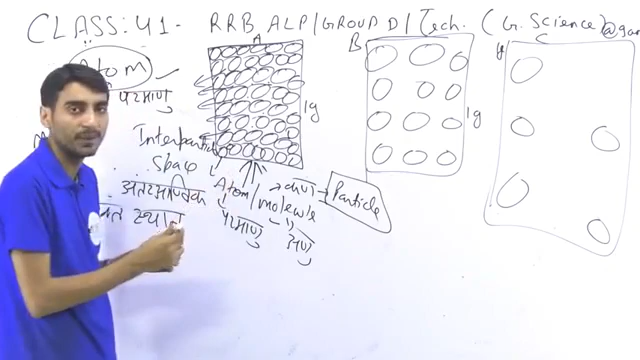 CLASS: 41- RRB ALP/GROUP D/Tech. (G. Science)@
A B C
Atom
परमाणु
1g 1g
Interparticle
Space
अन्तराण्विक
स्थान
Atom/molecule
परमाणु अणु
कण
Particle